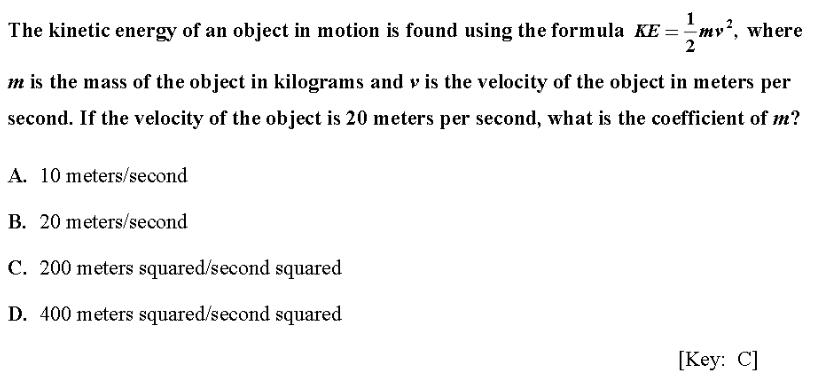 The kinetic energy of an object in motion is found using the formula KE = 1/2 mv², where
m is the mass of the object in kilograms and v is the velocity of the object in meters per
second. If the velocity of the object is 20 meters per second, what is the coefficient of m?
A. 10 meters/second
B. 20 meters/second
C. 200 meters squared/second squared
D. 400 meters squared/second squared
[Key: C]